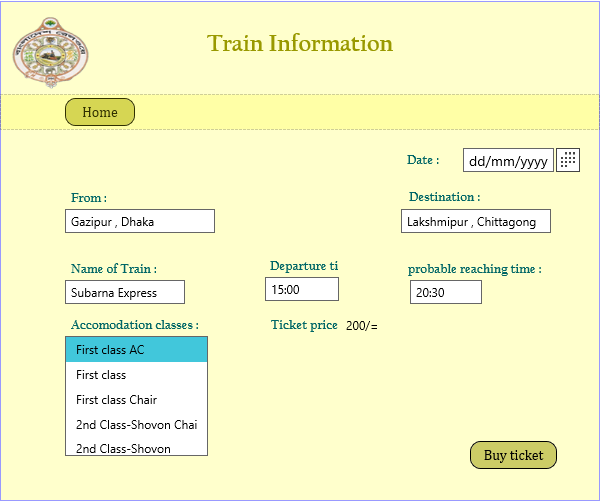 Train Information
Home
Date : dd/mm/yyyy
From : Destination :
Gazipur , Dhaka Lakshmipur , Chittagong
Name of Train : Departure ti probable reaching time :
Subarna Express 15:00 20:30
Accomodation classes : Ticket price 200/=
First class AC
First class
First class Chair
2nd Class-Shovon Chai
2nd Class-Shovon
Buy ticket